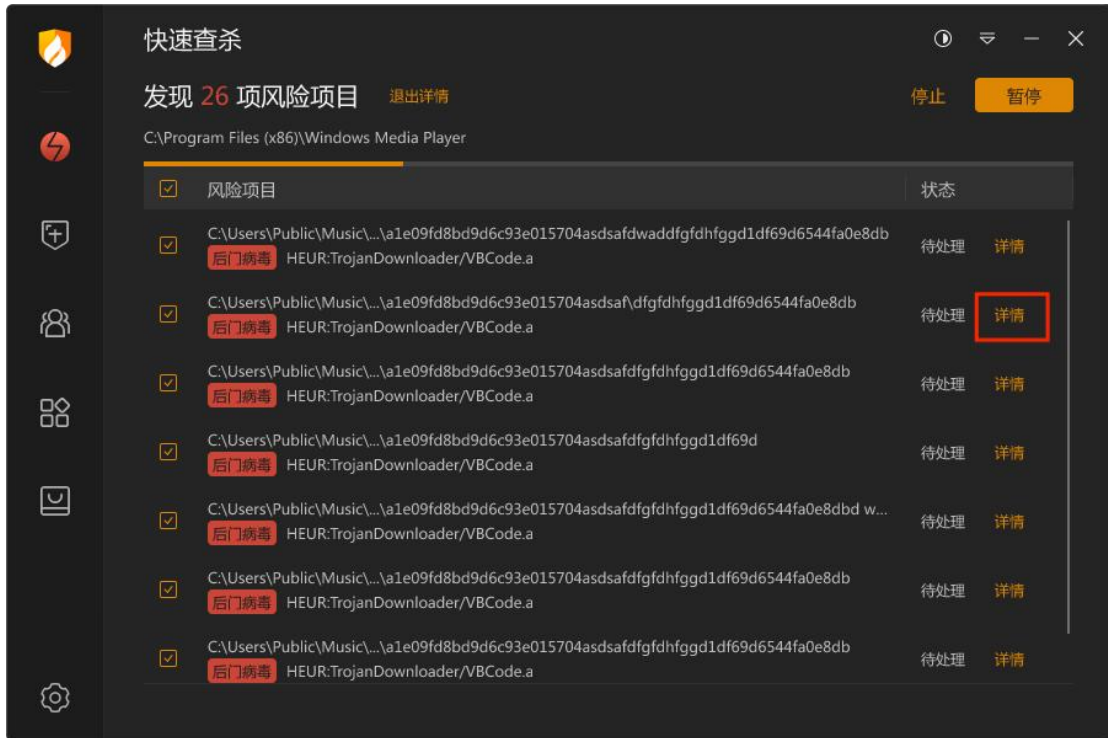 快速查杀
发现 26 项风险项目 退出详情 停止 暂停
C:\Program Files (x86)\Windows Media Player
风险项目 状态
C:\Users\Public\Music\...\a1e09fd8bd9d6c93e015704asdsafdwaddfgfdhfggd1df69d6544fa0e8db
后门病毒 HEUR:TrojanDownloader/VBCode.a 待处理 详情
C:\Users\Public\Music\...\a1e09fd8bd9d6c93e015704asdsaf\dfgfdhfggd1df69d6544fa0e8db
后门病毒 HEUR:TrojanDownloader/VBCode.a 待处理 详情
C:\Users\Public\Music\...\a1e09fd8bd9d6c93e015704asdsafdfgfdhfggd1df69d6544fa0e8db
后门病毒 HEUR:TrojanDownloader/VBCode.a 待处理 详情
C:\Users\Public\Music\...\a1e09fd8bd9d6c93e015704asdsafdfgfdhfggd1df69d
后门病毒 HEUR:TrojanDownloader/VBCode.a 待处理 详情
C:\Users\Public\Music\...\a1e09fd8bd9d6c93e015704asdsafdfgfdhfggd1df69d6544fa0e8dbd w...
后门病毒 HEUR:TrojanDownloader/VBCode.a 待处理 详情
C:\Users\Public\Music\...\a1e09fd8bd9d6c93e015704asdsafdfgfdhfggd1df69d6544fa0e8db
后门病毒 HEUR:TrojanDownloader/VBCode.a 待处理 详情
C:\Users\Public\Music\...\a1e09fd8bd9d6c93e015704asdsafdfgfdhfggd1df69d6544fa0e8db
后门病毒 HEUR:TrojanDownloader/VBCode.a 待处理 详情